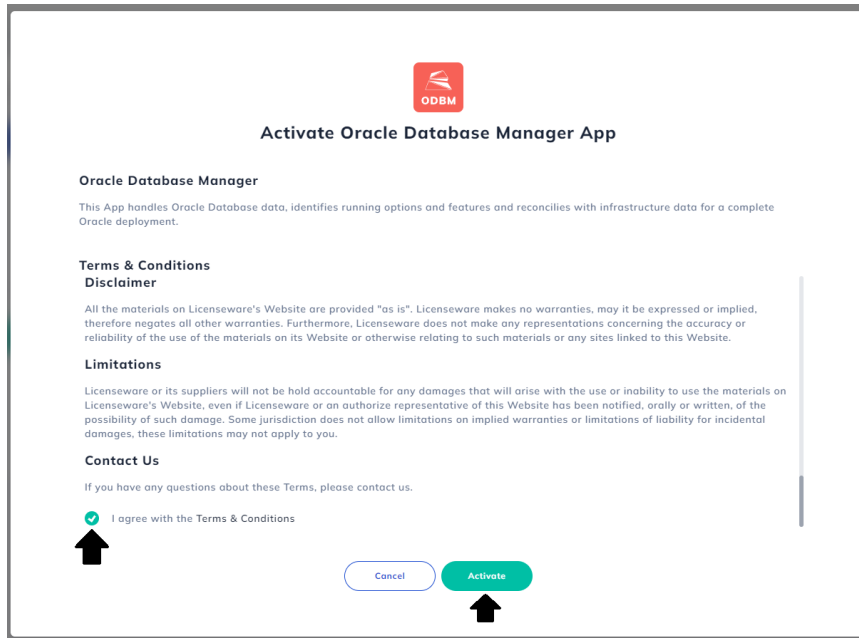 ODBM
Activate Oracle Database Manager App
Oracle Database Manager
This App handles Oracle Database data, identifies running options and features and reconcilies with infrastructure data for a complete
Oracle deployment.
Terms & Conditions
Disclaimer
All the materials on Licenseware's Website are provided "as is". Licenseware makes no warranties, may it be expressed or implied,
therefore negates all other warranties. Furthermore, Licenseware does not make any representations concerning the accuracy or
reliability of the use of the materials on its Website or otherwise relating to such materials or any sites linked to this Website.
Limitations
Licenseware or its suppliers will not be hold accountable for any damages that will arise with the use or inability to use the materials on
Licenseware's Website, even if Licenseware or an authorize representative of this Website has been notified, orally or written, of the
possibility of such damage. Some jurisdiction does not allow limitations on implied warranties or limitations of liability for incidental
damages, these limitations may not apply to you.
Contact Us
If you have any questions about these Terms, please contact us.
I agree with the Terms & Conditions
Cancel
Activate